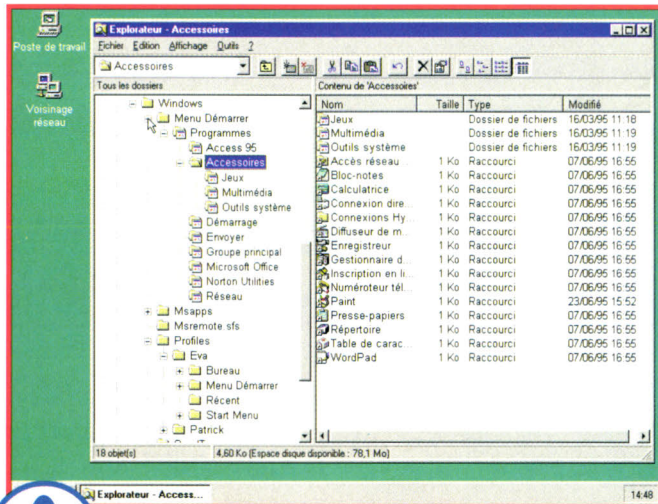 Poste de travail
Voisinage
réseau
Explorateur - Accessoires
Fichier Edition Affichage Outils ?
Accessoires
Tous les dossiers
Windows
Menu Démarrer
Programmes
Access 95
Accessoires
Jeux
Multimédia
Outils système
Démarrage
Envoyer
Groupe principal
Microsoft Office
Norton Utilities
Réseau
Msapps
Msremote.sfs
Profiles
Eva
Bureau
Menu Démarrer
Récent
Start Menu
Patrick
Contenu de 'Accessoires'
Nom Taille Type Modifié
Jeux Dossier de fichiers 16/03/95 11:18
Multimédia Dossier de fichiers 16/03/95 11:19
Outils système Dossier de fichiers 16/03/95 11:19
Accès réseau ... 1 Ko Raccourci 07/06/95 16:55
Bloc-notes 1 Ko Raccourci 07/06/95 16:55
Calculatrice 1 Ko Raccourci 07/06/95 16:55
Connexion dire... 1 Ko Raccourci 07/06/95 16:55
Connexions Hy... 1 Ko Raccourci 07/06/95 16:55
Diffuseur de m... 1 Ko Raccourci 07/06/95 16:55
Enregistreur 1 Ko Raccourci 07/06/95 16:55
Gestionnaire d... 1 Ko Raccourci 07/06/95 16:55
Inscription en li... 1 Ko Raccourci 07/06/95 16:55
Numéroteur tél... 1 Ko Raccourci 07/06/95 16:55
Paint 1 Ko Raccourci 23/06/95 15:52
Presse-papiers 1 Ko Raccourci 07/06/95 16:55
Répertoire 1 Ko Raccourci 07/06/95 16:55
Table de carac... 1 Ko Raccourci 07/06/95 16:55
WordPad 1 Ko Raccourci 07/06/95 16:55
18 objet(s) 4,60 Ko (Espace disque disponible : 78,1 Mo)
Explorateur - Access... 14:48